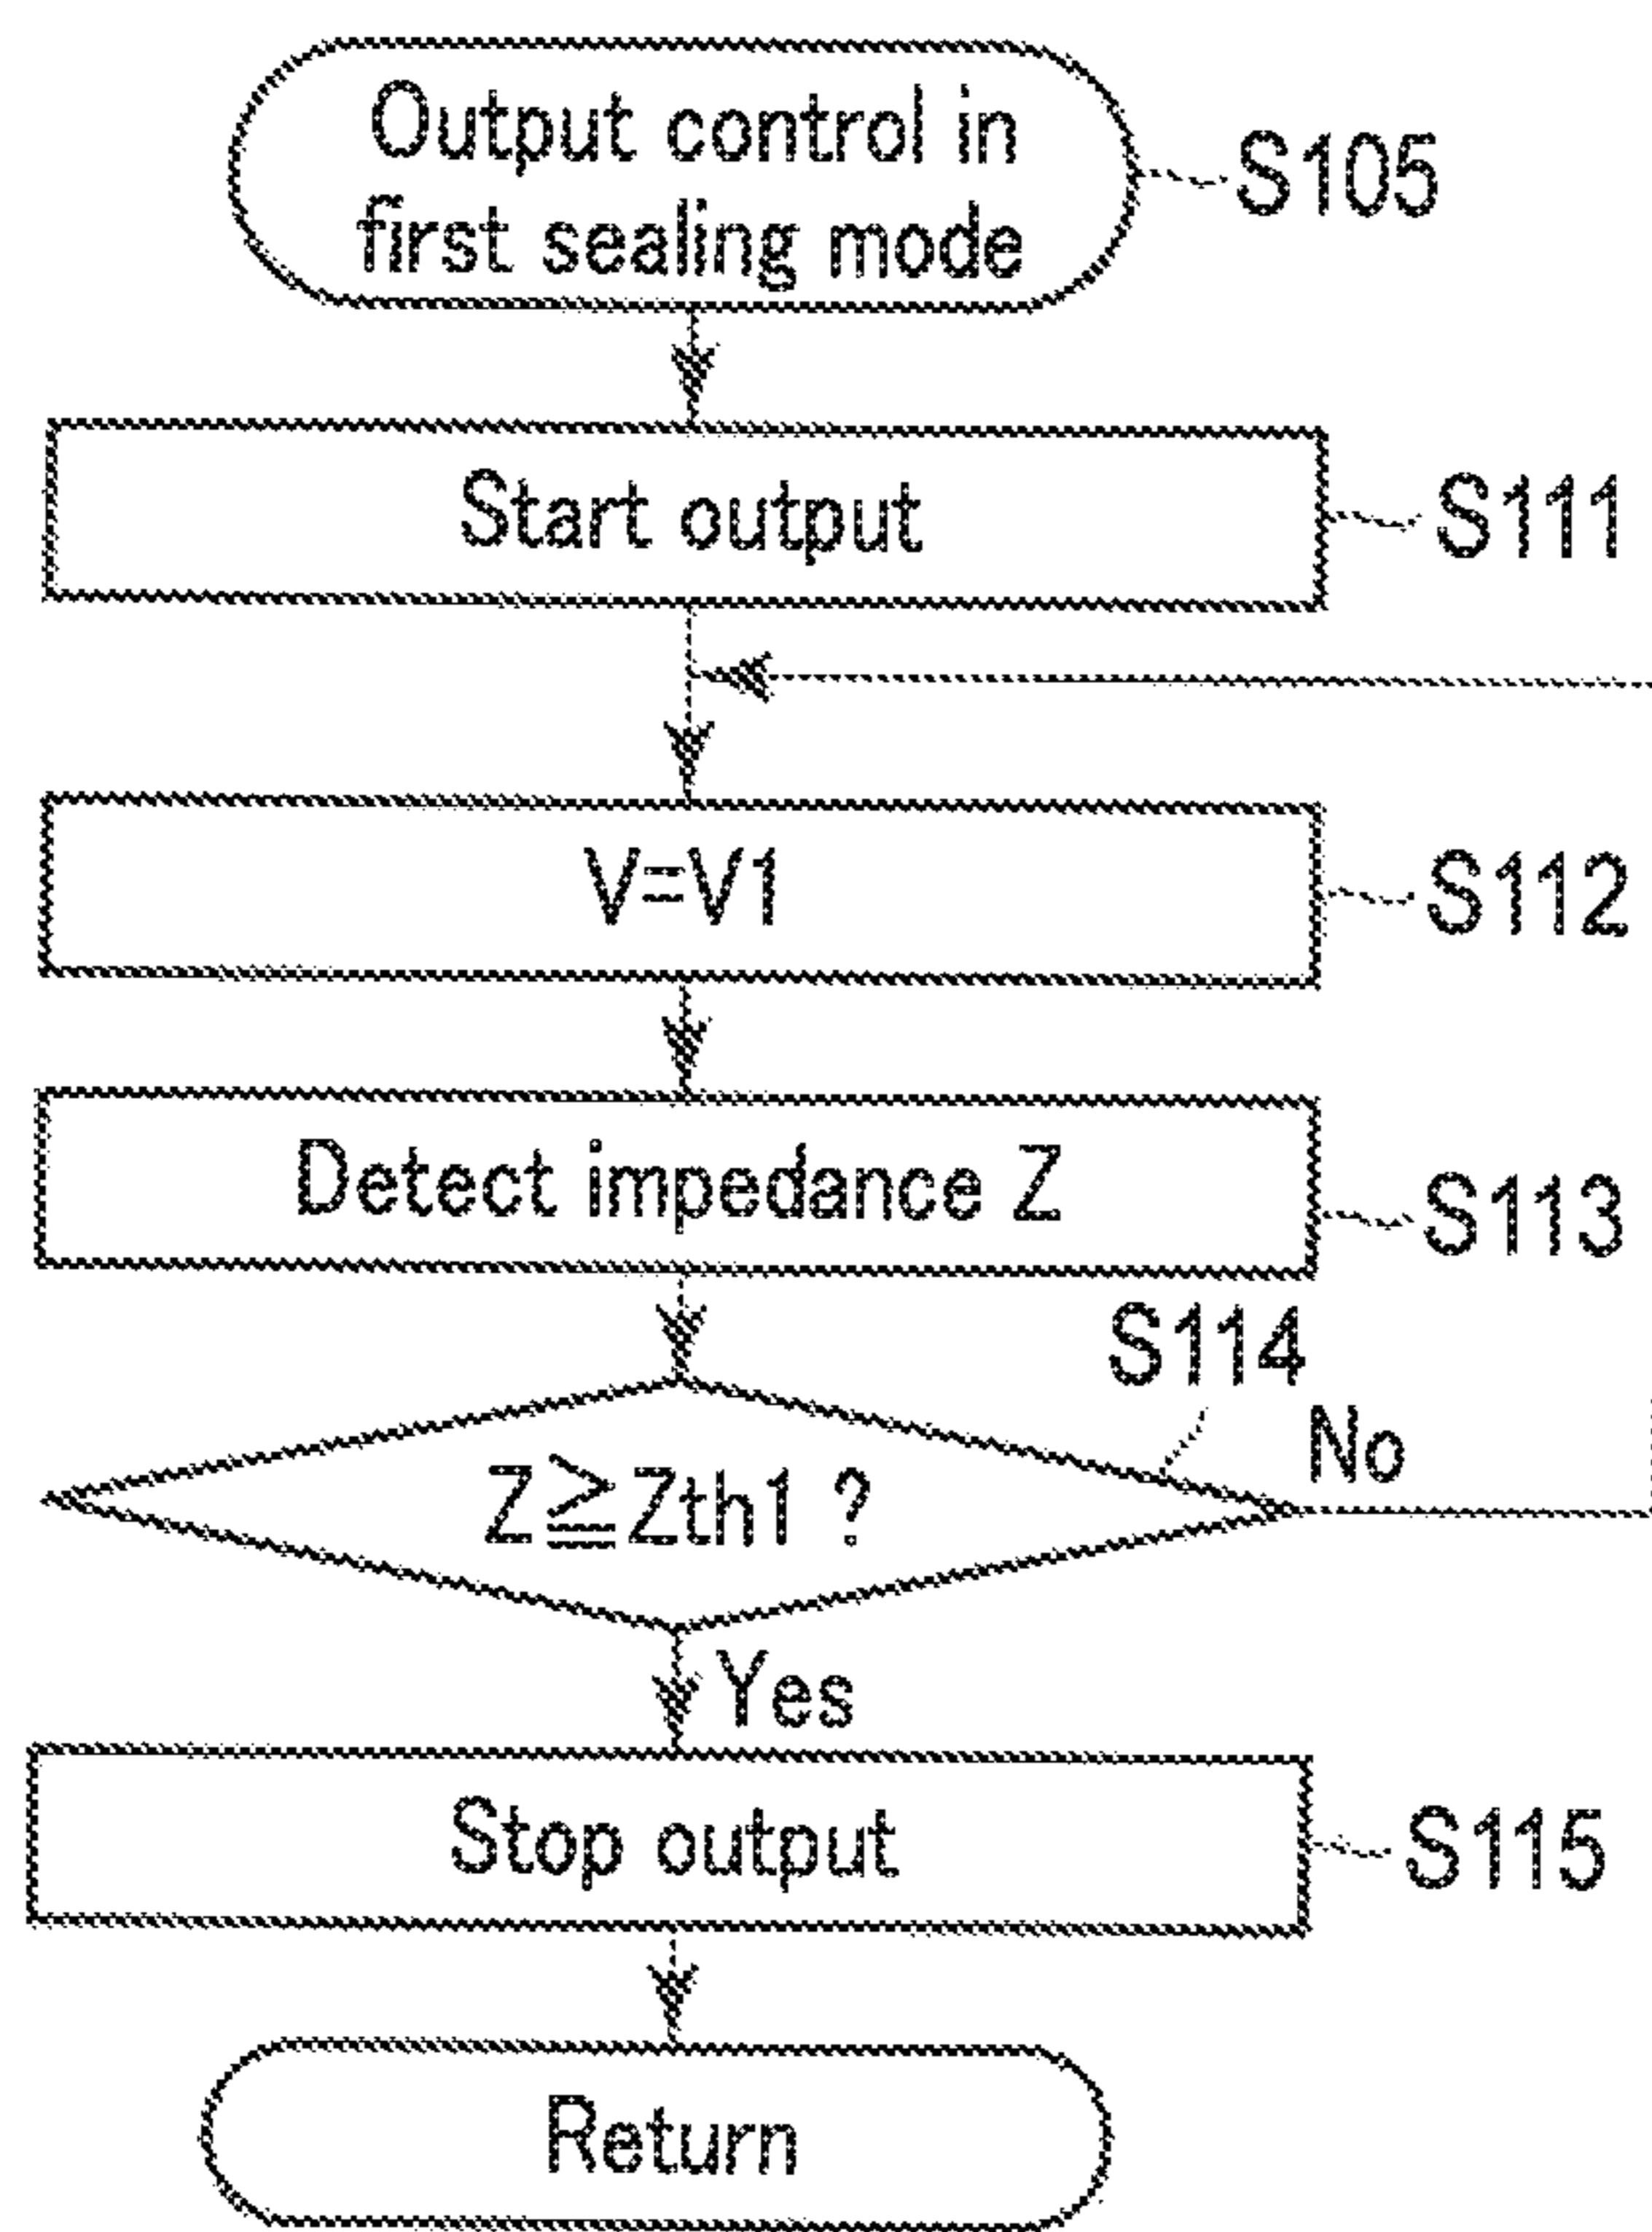 Output control in
first sealing mode
S105
Start output
S111
V=V1
S112
Detect impedance Z
S113
S114
Z≧Zth1 ?
No
Yes
Stop output
S115
Return